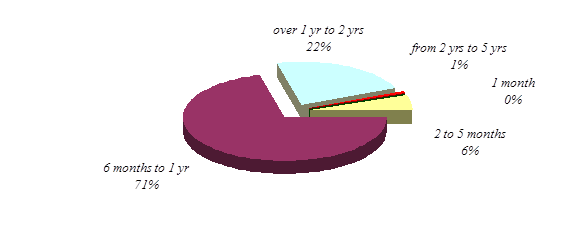 over 1 yr to 2 yrs
22%
from 2 yrs to 5 yrs
1%
1 month
0%
2 to 5 months
6%
6 months to 1 yr
71%